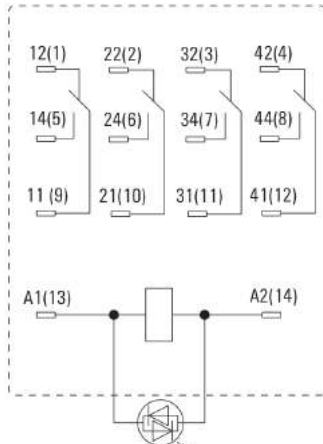 12(1) 22(2) 32(3) 42(4)
14(5) 24(6) 34(7) 44(8)
11 (9) 21(10) 31(11) 41(12)
A1(13) A2(14)